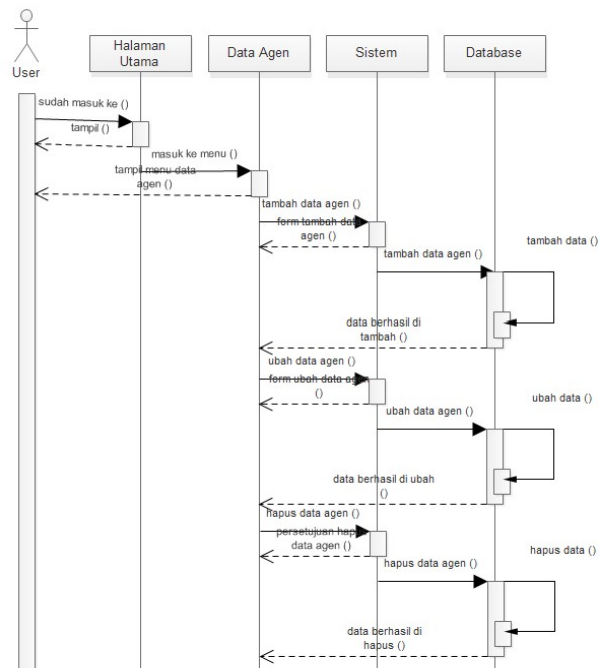 User
Halaman
Utama
Data Agen
Sistem
Database
sudah masuk ke ()
tampil ()
masuk ke menu ()
tampil menu data
agen ()
tambah data agen ()
form tambah data
agen ()
tambah data agen ()
tambah data ()
data berhasil di
tambah ()
ubah data agen ()
form ubah data agen
()
ubah data agen ()
ubah data ()
data berhasil di ubah
()
hapus data agen ()
persetujuan hapus
data agen ()
hapus data agen ()
hapus data ()
data berhasil di
hapus ()